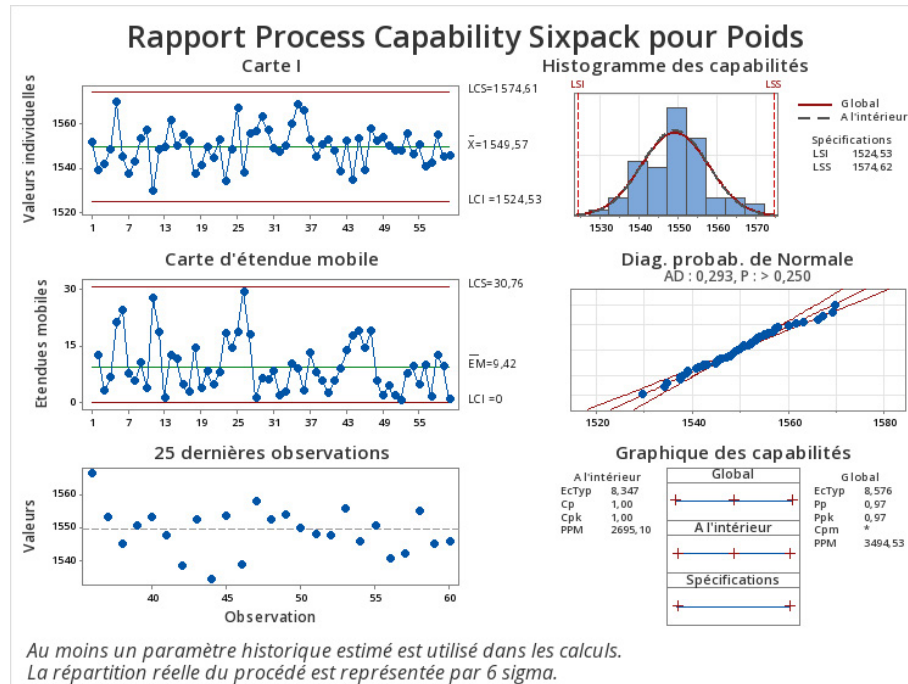 Rapport Process Capability Sixpack pour Poids
Carte I
Valeurs individuelles
1560
1540
1520
1 7 13 19 25 31 37 43 49 55
LCS=1574,61
X=1549,57
LCI =1524,53
Histogramme des capabilités
LSI
LSS
1530 1540 1550 1560 1570
Global
A l'intérieur
Spécifications
LSI 1524,53
LSS 1574,62
Carte d'étendue mobile
Etendues mobiles
30
15
0
1 7 13 19 25 31 37 43 49 55
LCS=30,76
EM=9,42
LCI =0
Diag. probab. de Normale
AD : 0,293, P : > 0,250
1520 1540 1560 1580
25 dernières observations
Valeurs
1560
1550
1540
40 45 50 55 60
Observation
Graphique des capabilités
A l'intérieur
EcTyp 8,347
Cp 1,00
Cpk 1,00
PPM 2695,10
Global
A l'intérieur
Spécifications
Global
EcTyp 8,576
Pp 0,97
Ppk 0,97
Cpm *
PPM 3494,53
Au moins un paramètre historique estimé est utilisé dans les calculs.
La répartition réelle du procédé est représentée par 6 sigma.